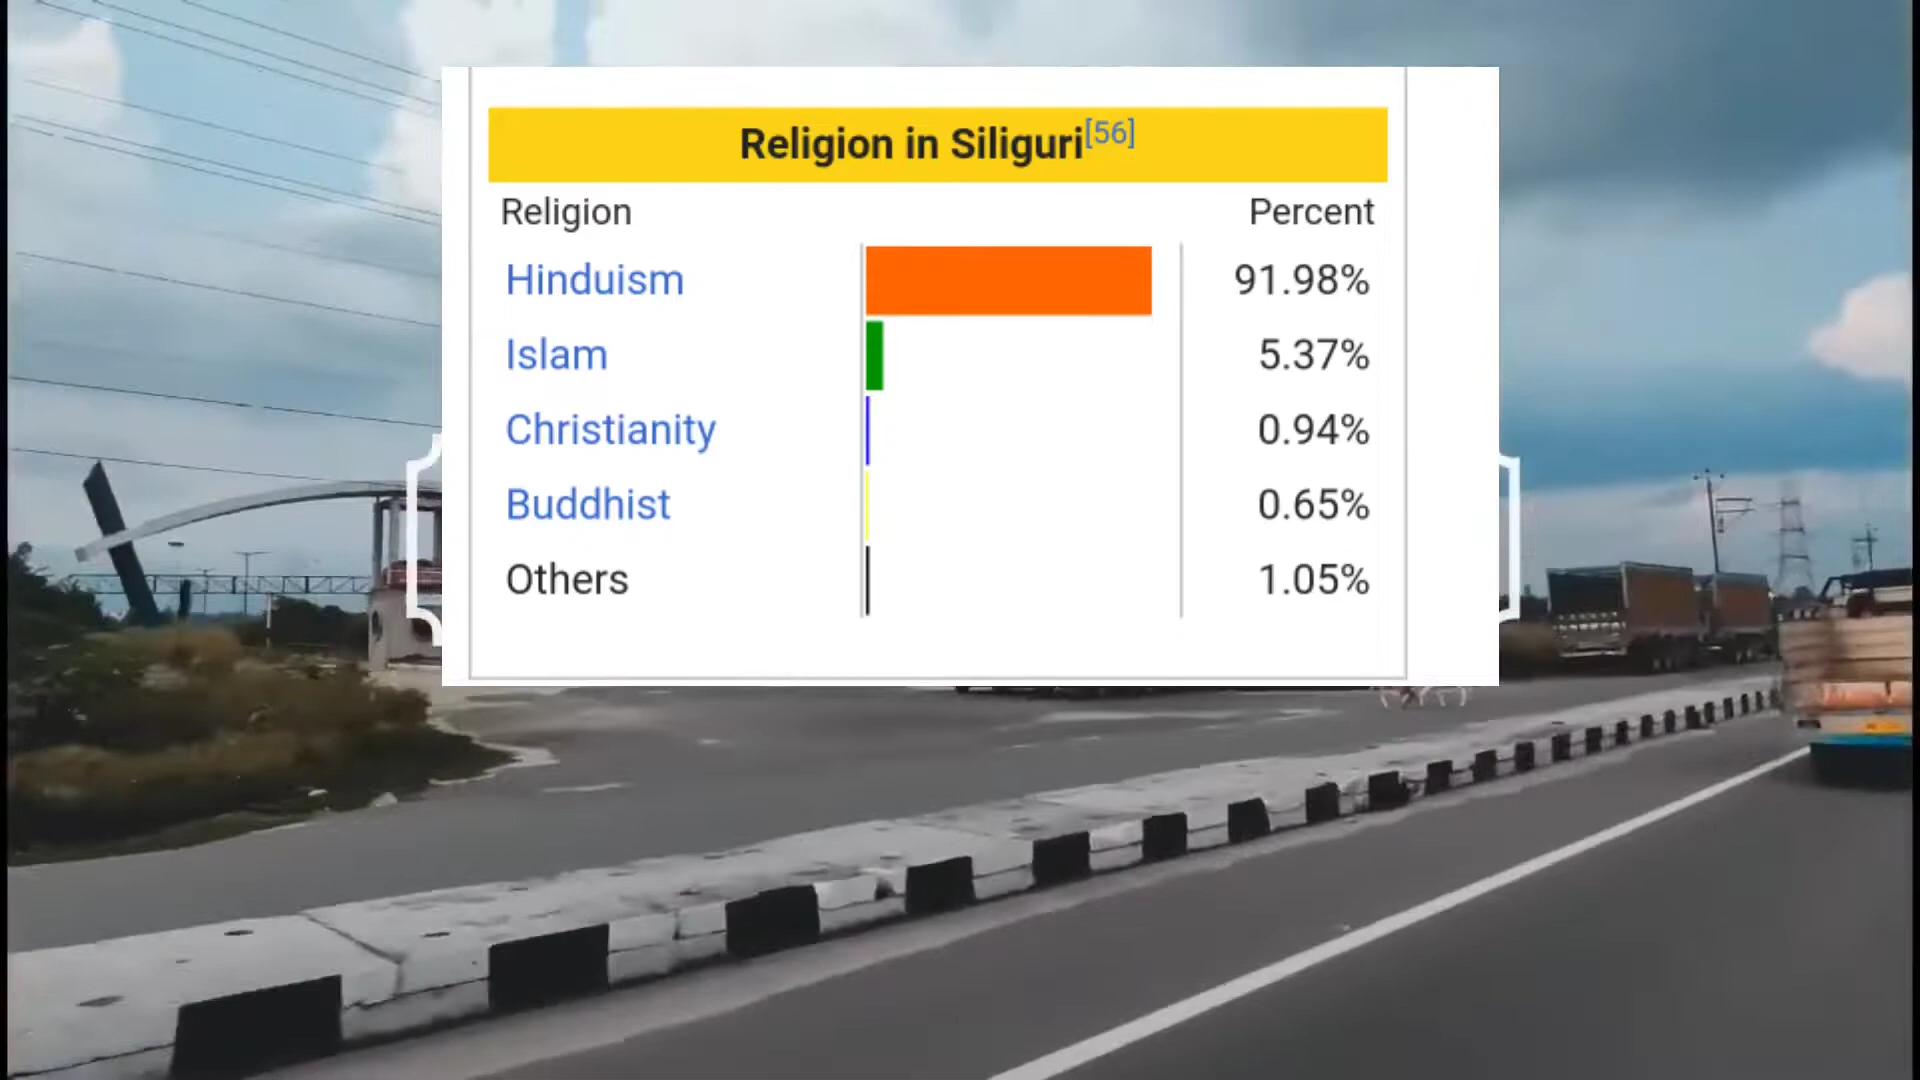 Religion in Siliguri[56]
Religion Percent
Hinduism 91.98%
Islam 5.37%
Christianity 0.94%
Buddhist 0.65%
Others 1.05%